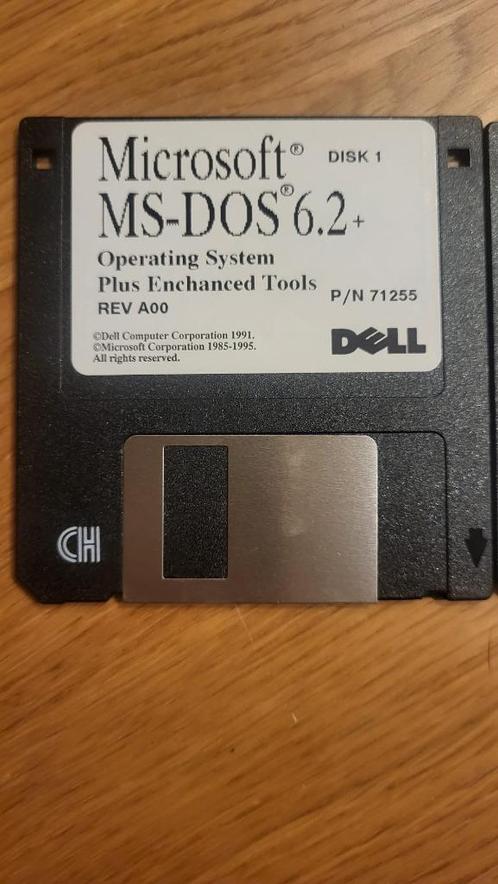 Microsoft® DISK 1
MS-DOS®6.2+
Operating System
Plus Enchanced Tools
P/N 71255
REV A00
©Dell Computer Corporation 1991.
©Microsoft Corporation 1985-1995.
All rights reserved.
DELL
CH